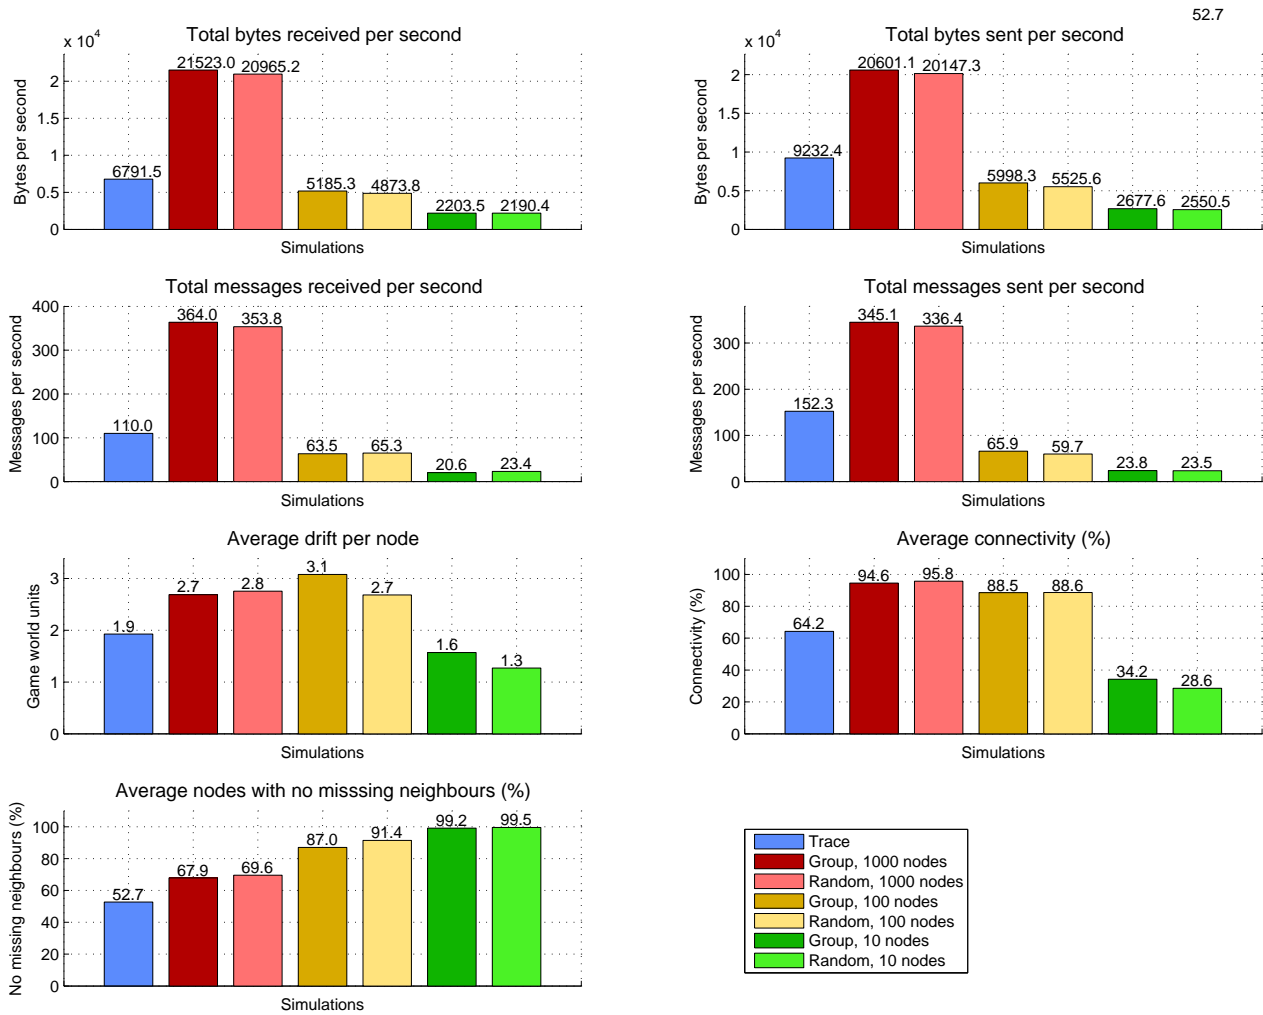 52.7
Total bytes received per second
x 10^4
Bytes per second
2
1.5
1
0.5
0
6791.5
21523.0
20965.2
5185.3
4873.8
2203.5
2190.4
Simulations
Total bytes sent per second
x 10^4
Bytes per second
2
1.5
1
0.5
0
9232.4
20601.1
20147.3
5998.3
5525.6
2677.6
2550.5
Simulations
Total messages received per second
Messages per second
400
300
200
100
0
110.0
364.0
353.8
63.5
65.3
20.6
23.4
Simulations
Total messages sent per second
Messages per second
300
200
100
0
152.3
345.1
336.4
65.9
59.7
23.8
23.5
Simulations
Average drift per node
Game world units
3
2
1
0
1.9
2.7
2.8
3.1
2.7
1.6
1.3
Simulations
Average connectivity (%)
Connectivity (%)
100
80
60
40
20
0
64.2
94.6
95.8
88.5
88.6
34.2
28.6
Simulations
Average nodes with no misssing neighbours (%)
No missing neighbours (%)
100
80
60
40
20
0
52.7
67.9
69.6
87.0
91.4
99.2
99.5
Simulations
Trace
Group, 1000 nodes
Random, 1000 nodes
Group, 100 nodes
Random, 100 nodes
Group, 10 nodes
Random, 10 nodes